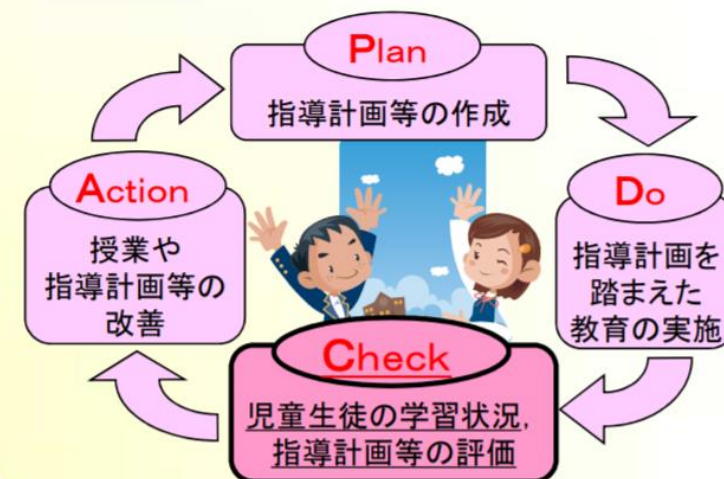 Plan
指導計画等の作成
Do
指導計画を
踏まえた
教育の実施
Check
児童生徒の学習状況,
指導計画等の評価
Action
授業や
指導計画等の
改善